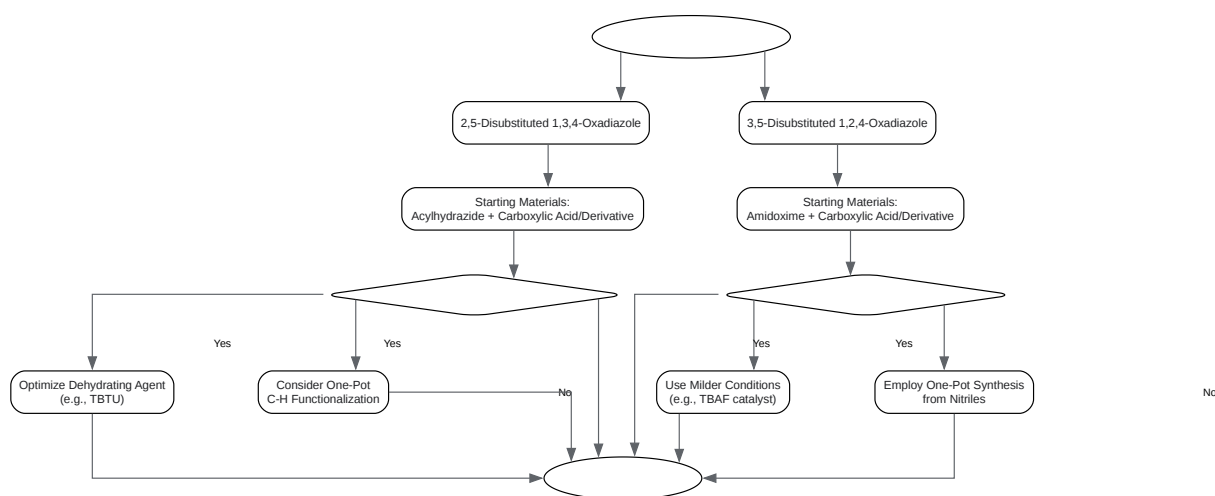 2,5-Disubstituted 1,3,4-Oxadiazole
3,5-Disubstituted 1,2,4-Oxadiazole
Starting Materials:
Acylhydrazide + Carboxylic Acid/Derivative
Starting Materials:
Amidoxime + Carboxylic Acid/Derivative
Yes
Yes
Yes
Yes
Optimize Dehydrating Agent
(e.g., TBTU)
Consider One-Pot
C-H Functionalization
No
Use Milder Conditions
(e.g., TBAF catalyst)
Employ One-Pot Synthesis
from Nitriles
No